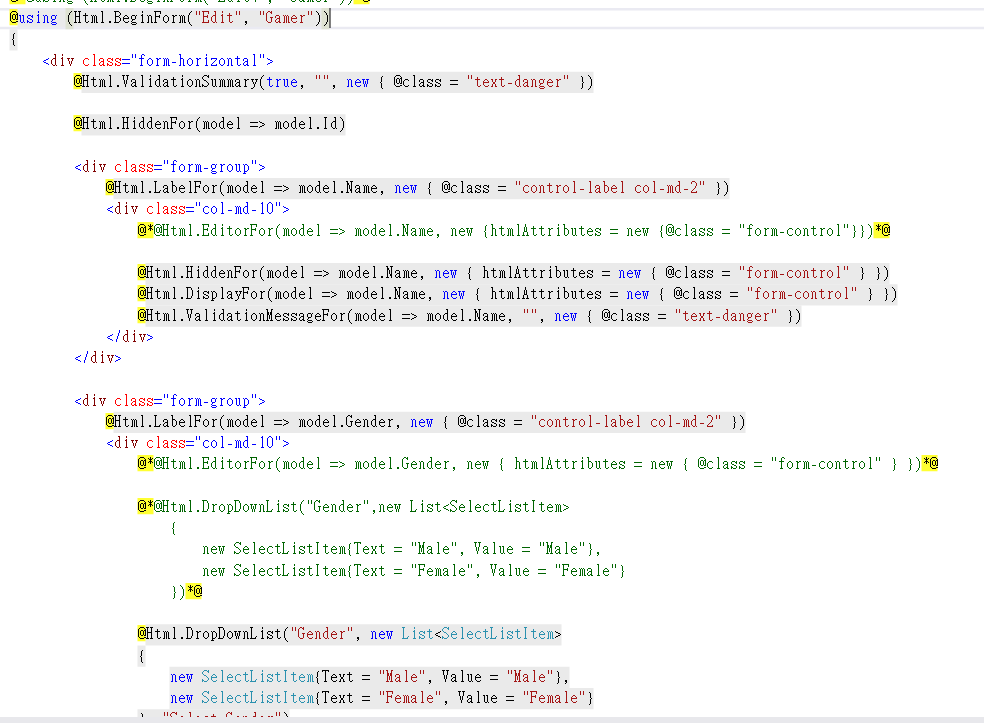 @using (Html.BeginForm("Edit", "Gamer"))
{
<div class="form-horizontal">
@Html.ValidationSummary(true, "", new { @class = "text-danger" })
@Html.HiddenFor(model => model.Id)
<div class="form-group">
@Html.LabelFor(model => model.Name, new { @class = "control-label col-md-2" })
<div class="col-md-10">
@*@Html.EditorFor(model => model.Name, new {htmlAttributes = new {@class = "form-control"}})*@
@Html.HiddenFor(model => model.Name, new { htmlAttributes = new { @class = "form-control" } })
@Html.DisplayFor(model => model.Name, new { htmlAttributes = new { @class = "form-control" } })
@Html.ValidationMessageFor(model => model.Name, "", new { @class = "text-danger" })
</div>
</div>
<div class="form-group">
@Html.LabelFor(model => model.Gender, new { @class = "control-label col-md-2" })
<div class="col-md-10">
@*@Html.EditorFor(model => model.Gender, new { htmlAttributes = new { @class = "form-control" } })*@
@*@Html.DropDownList("Gender",new List<SelectListItem>
{
new SelectListItem{Text = "Male", Value = "Male"},
new SelectListItem{Text = "Female", Value = "Female"}
})*@
@Html.DropDownList("Gender", new List<SelectListItem>
{
new SelectListItem{Text = "Male", Value = "Male"},
new SelectListItem{Text = "Female", Value = "Female"}
}, "Select Gender")